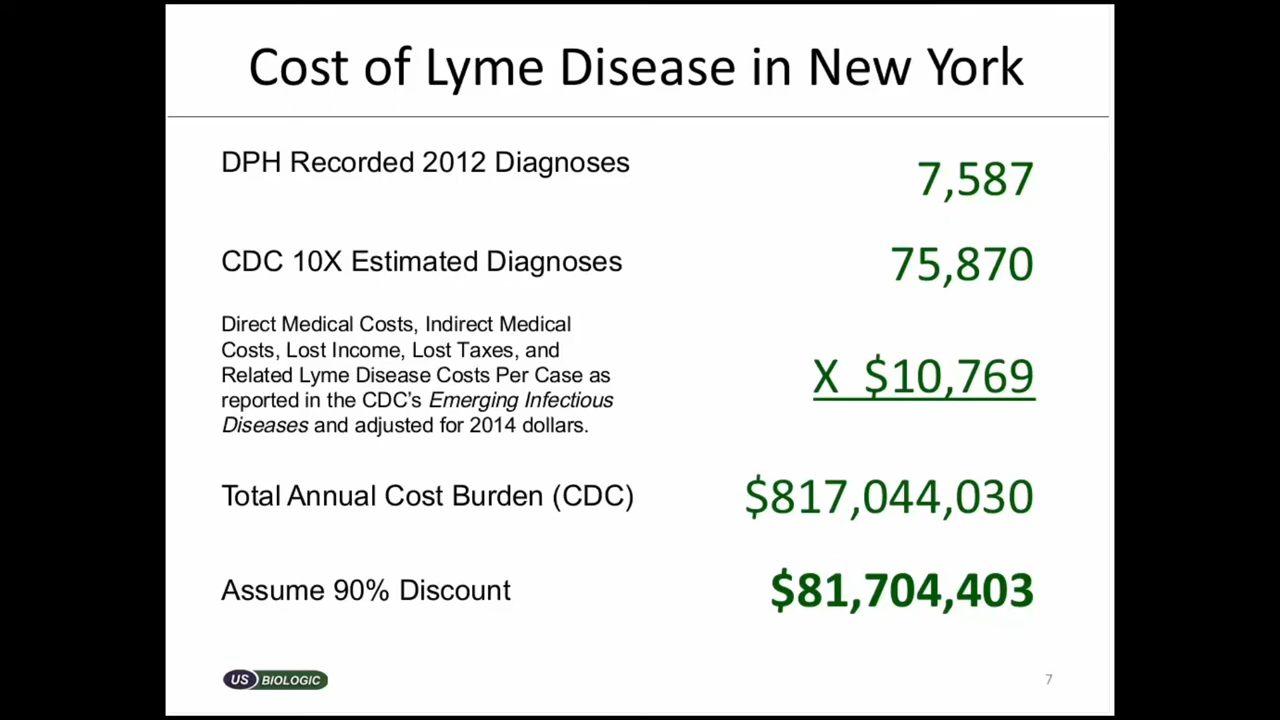 Cost of Lyme Disease in New York
DPH Recorded 2012 Diagnoses
7,587
CDC 10X Estimated Diagnoses
75,870
Direct Medical Costs, Indirect Medical
Costs, Lost Income, Lost Taxes, and
Related Lyme Disease Costs Per Case as
reported in the CDC’s Emerging Infectious
Diseases and adjusted for 2014 dollars.
X $10,769
Total Annual Cost Burden (CDC)
$817,044,030
Assume 90% Discount
$81,704,403
US BIOLOGIC
7